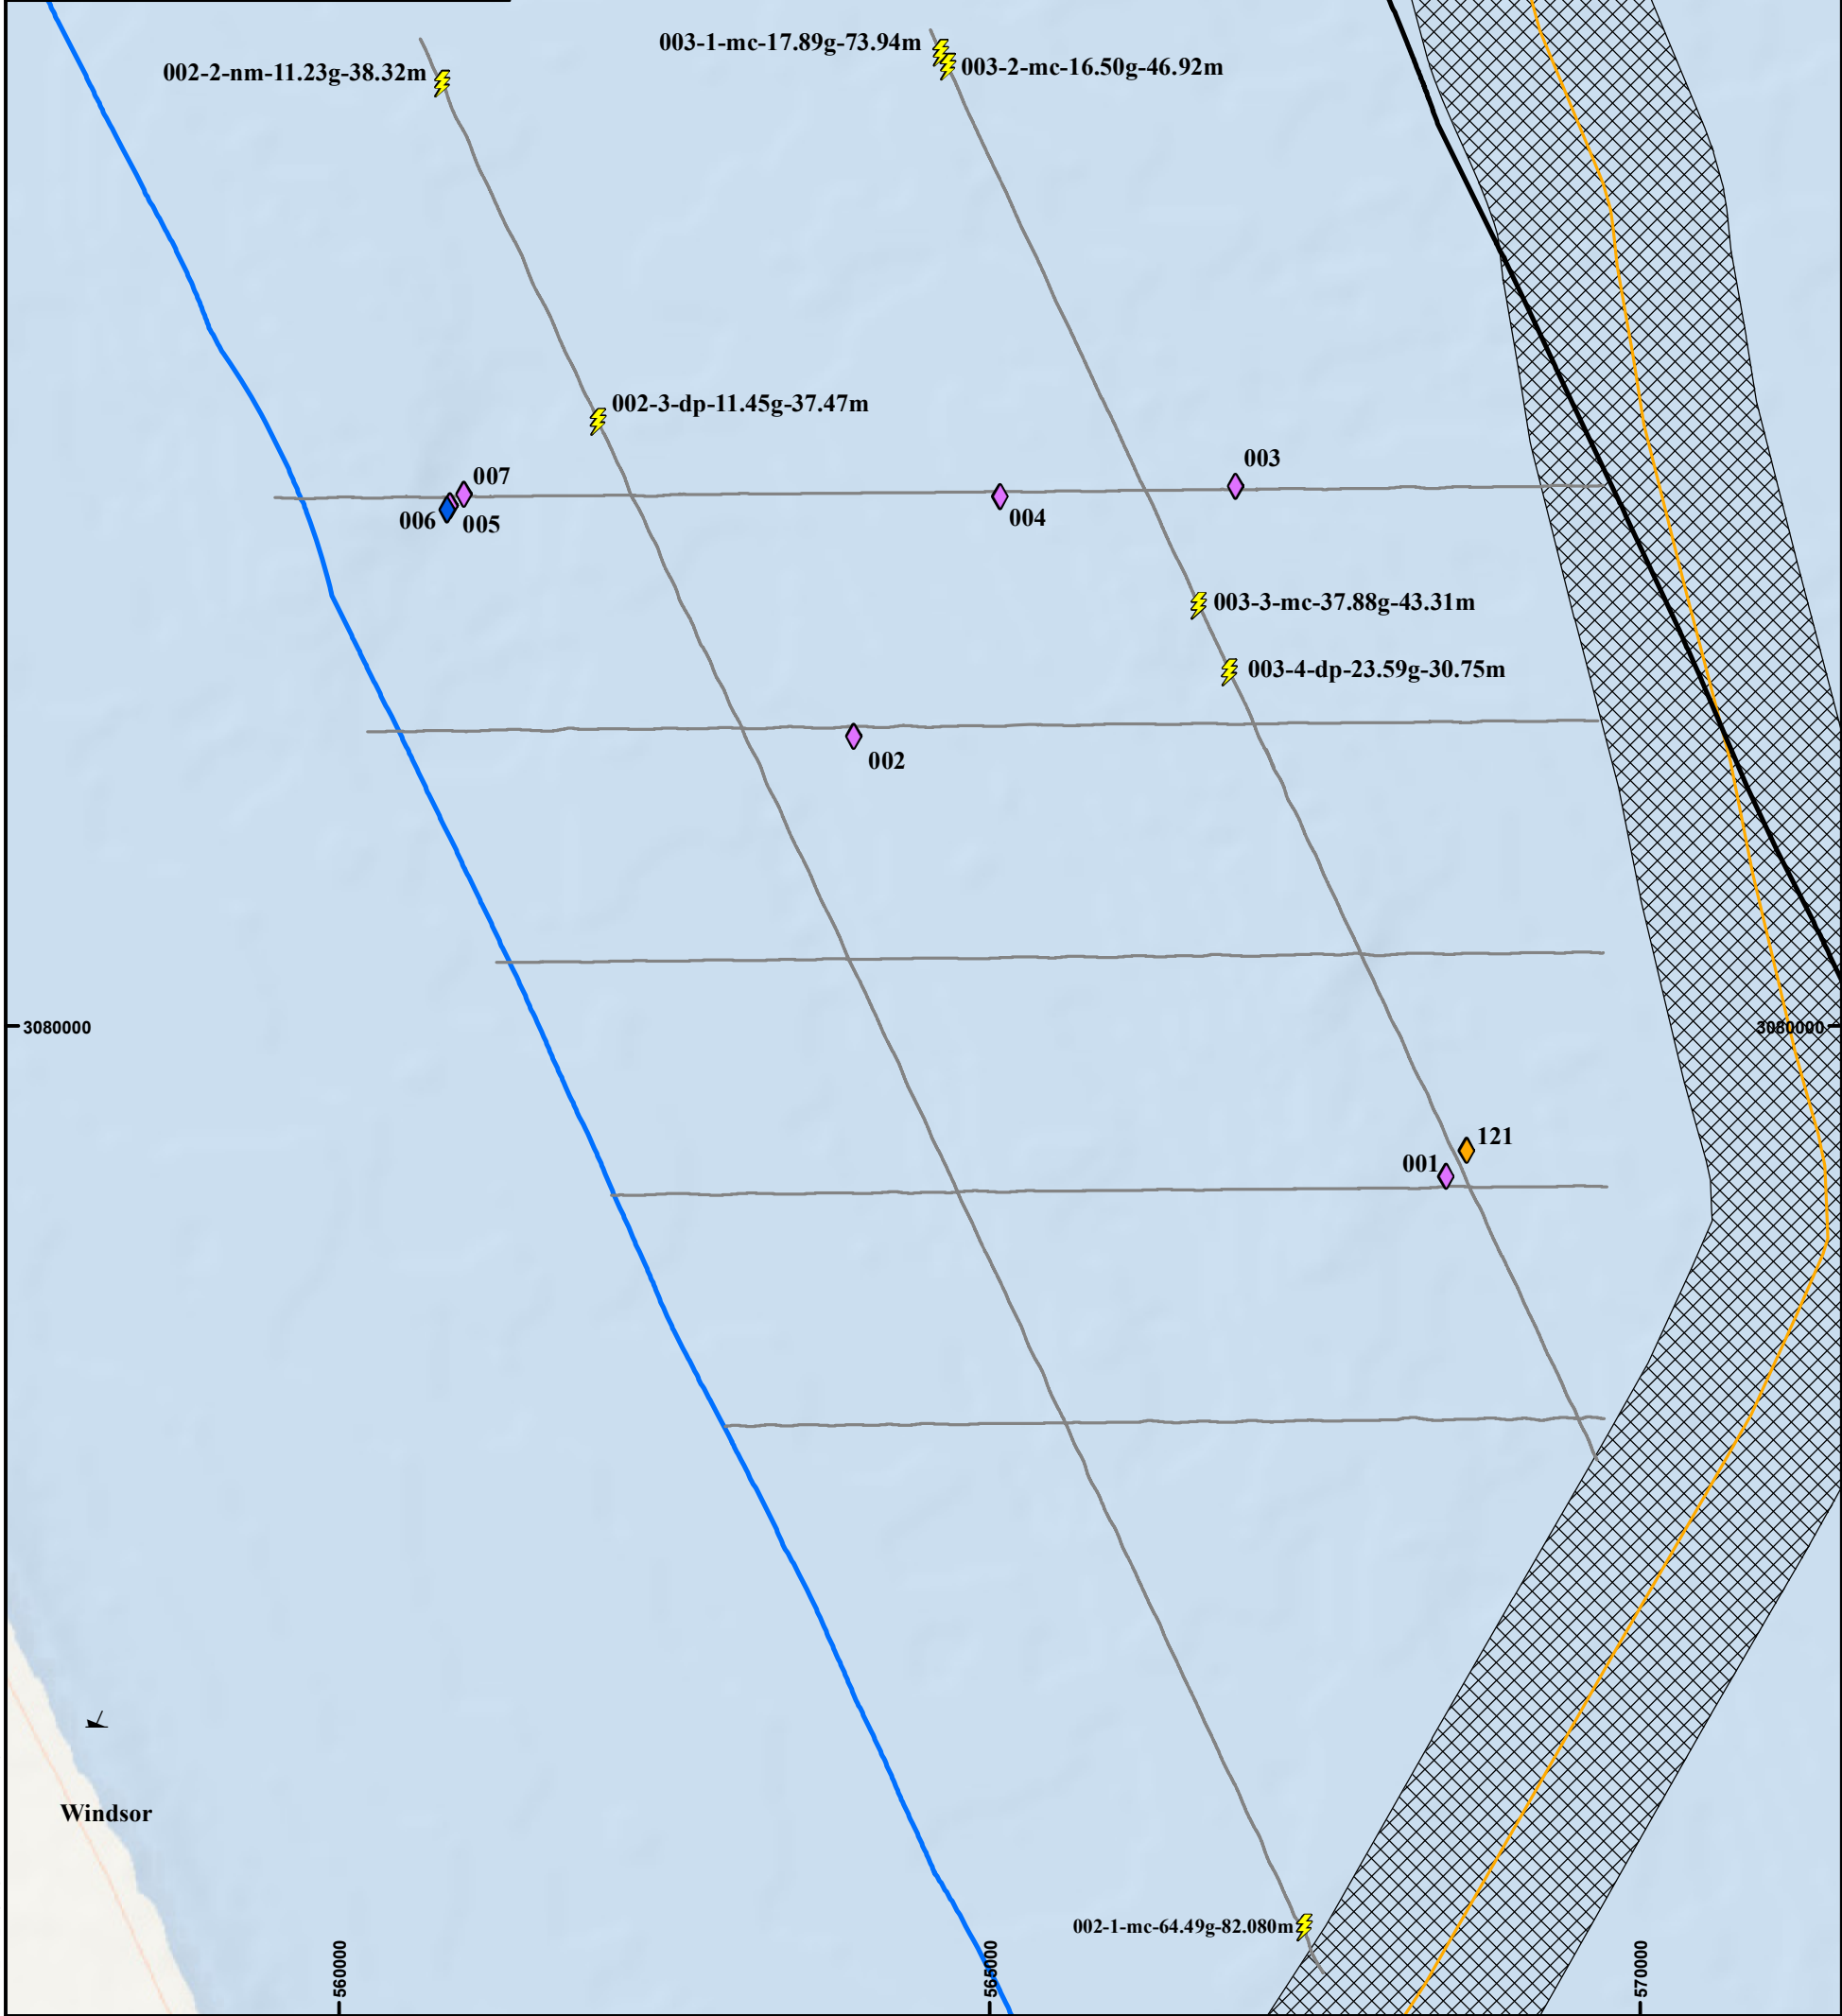 003-1-mc-17.89g-73.94m
003-2-mc-16.50g-46.92m
002-2-nm-11.23g-38.32m
002-3-dp-11.45g-37.47m
003
007
004
006
005
003-3-mc-37.88g-43.31m
003-4-dp-23.59g-30.75m
002
3080000
3080000
121
001
Windsor
002-1-mc-64.49g-82.080m
560000
565000
570000